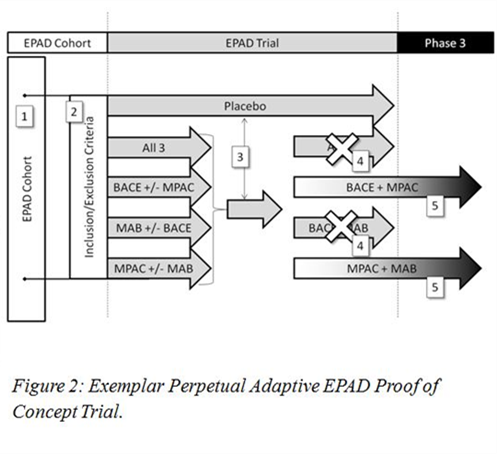 EPAD Cohort
EPAD Trial
Phase 3
1
2
EPAD Cohort
Inclusion/Exclusion Criteria
Placebo
All 3
3
4
BACE +/- MPAC
BACE + MPAC
5
MAB +/- BACE
4
MPAC +/- MAB
MPAC + MAB
5
Figure 2: Exemplar Perpetual Adaptive EPAD Proof of
Concept Trial.